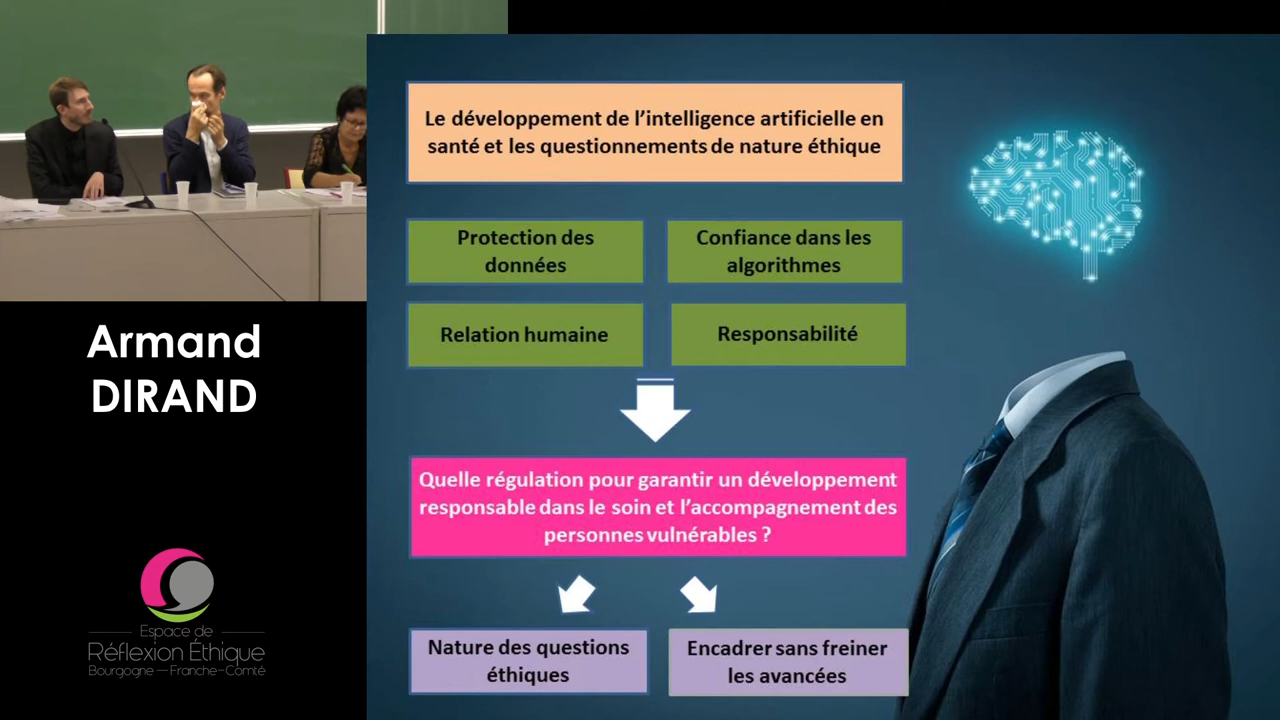 Le développement de l'intelligence artificielle en
santé et les questionnements de nature éthique
Protection des
données
Confiance dans les
algorithmes
Relation humaine
Responsabilité
Quelle régulation pour garantir un développement
responsable dans le soin et l'accompagnement des
personnes vulnérables ?
Nature des questions
éthiques
Encadrer sans freiner
les avancées
Armand
DIRAND
Espace de
Réflexion Éthique
Bourgogne — Franche-Comté